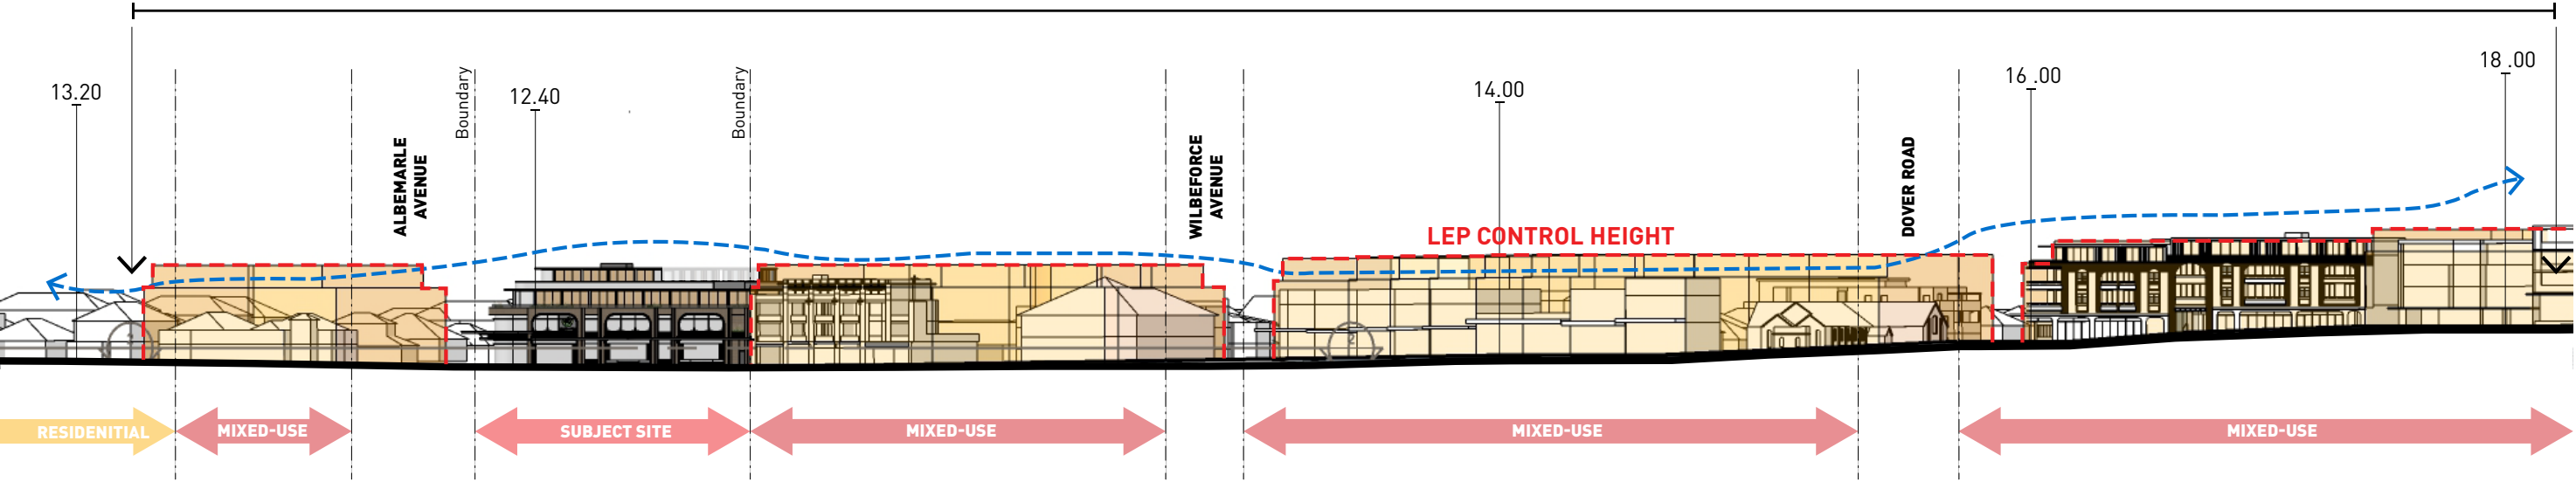 13.20
12.40
14.00
16 .00
18 .00
Boundary
Boundary
ALBEMARLE
AVENUE
WILBEFORCE
AVENUE
DOVER ROAD
LEP CONTROL HEIGHT
2
RESIDENITIAL
MIXED-USE
SUBJECT SITE
MIXED-USE
MIXED-USE
MIXED-USE